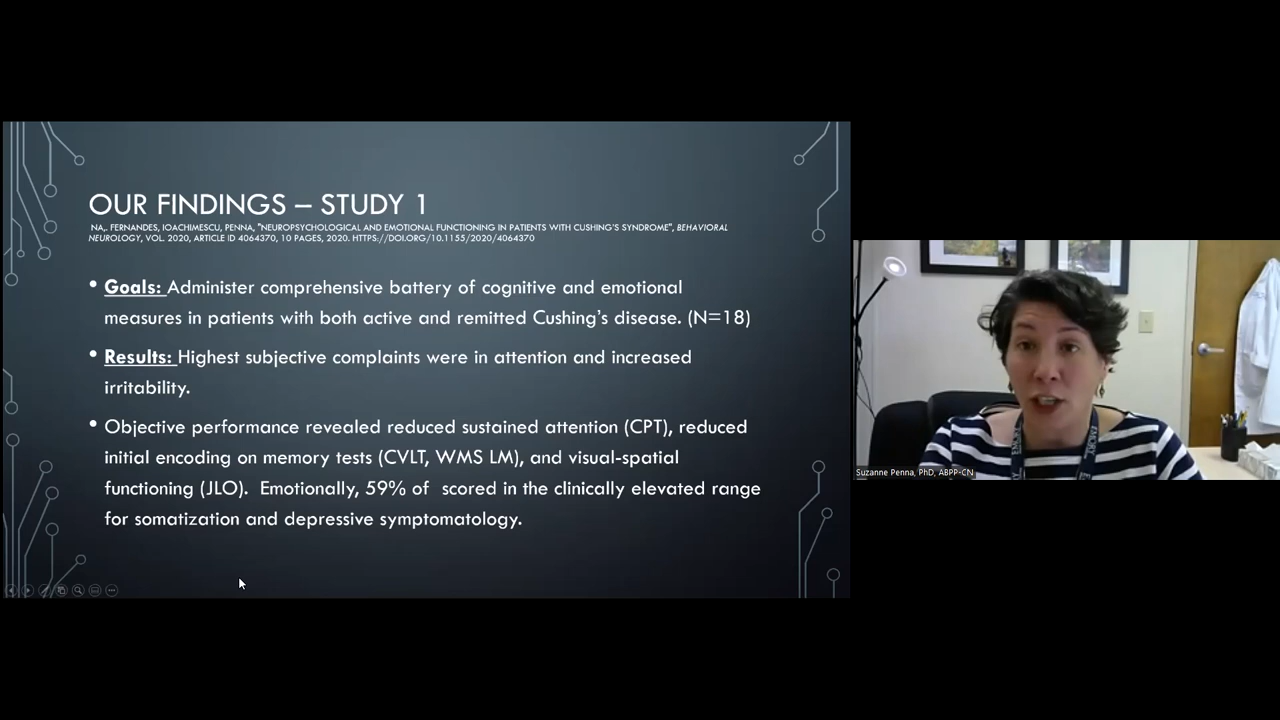 OUR FINDINGS – STUDY 1
NA,. FERNANDES, IOACHIMESCU, PENNA, "NEUROPSYCHOLOGICAL AND EMOTIONAL FUNCTIONING IN PATIENTS WITH CUSHING'S SYNDROME", BEHAVIORAL
NEUROLOGY, VOL. 2020, ARTICLE ID 4064370, 10 PAGES, 2020. HTTPS://DOI.ORG/10.1155/2020/4064370
• Goals: Administer comprehensive battery of cognitive and emotional
measures in patients with both active and remitted Cushing's disease. (N=18)
• Results: Highest subjective complaints were in attention and increased
irritability.
• Objective performance revealed reduced sustained attention (CPT), reduced
initial encoding on memory tests (CVLT, WMS LM), and visual-spatial
functioning (JLO). Emotionally, 59% of scored in the clinically elevated range
for somatization and depressive symptomatology.
EMORY
Suzanne Penna, PhD, ABPP-CN